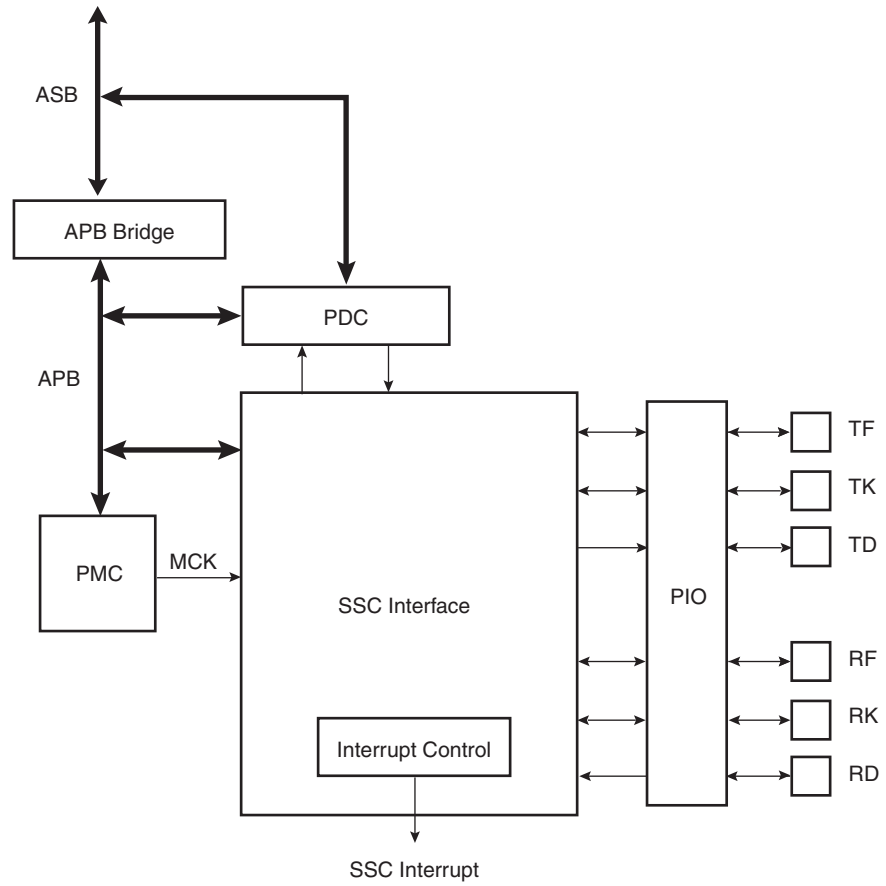 ASB
APB Bridge
PDC
APB
TF
TK
TD
PMC
MCK
SSC Interface
PIO
RF
RK
RD
Interrupt Control
SSC Interrupt